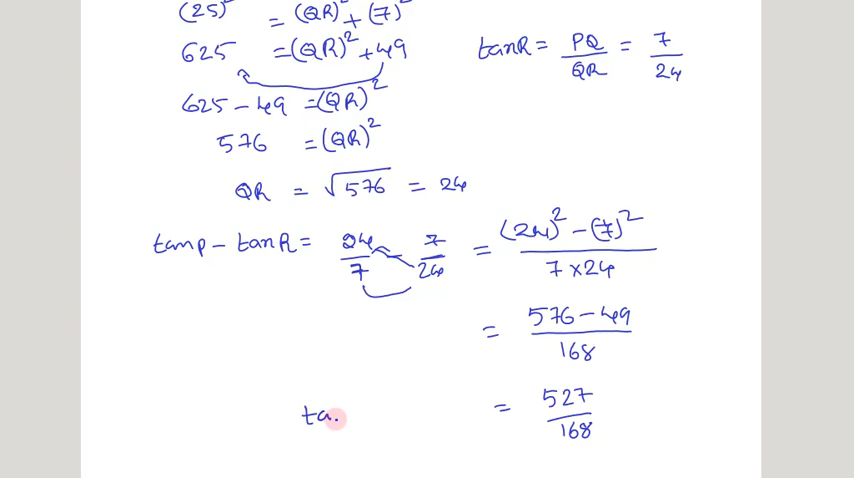 (25)² = (QR)² + (7)²
625 = (QR)² + 49
tanR = PQ/QR = 7/24
625 - 49 = (QR)²
576 = (QR)²
QR = √576 = 24
tanP - tanR = 24/7 - 7/24 = (24)² - (7)² / 7 × 24
= 576 - 49 / 168
= 527/168
ta